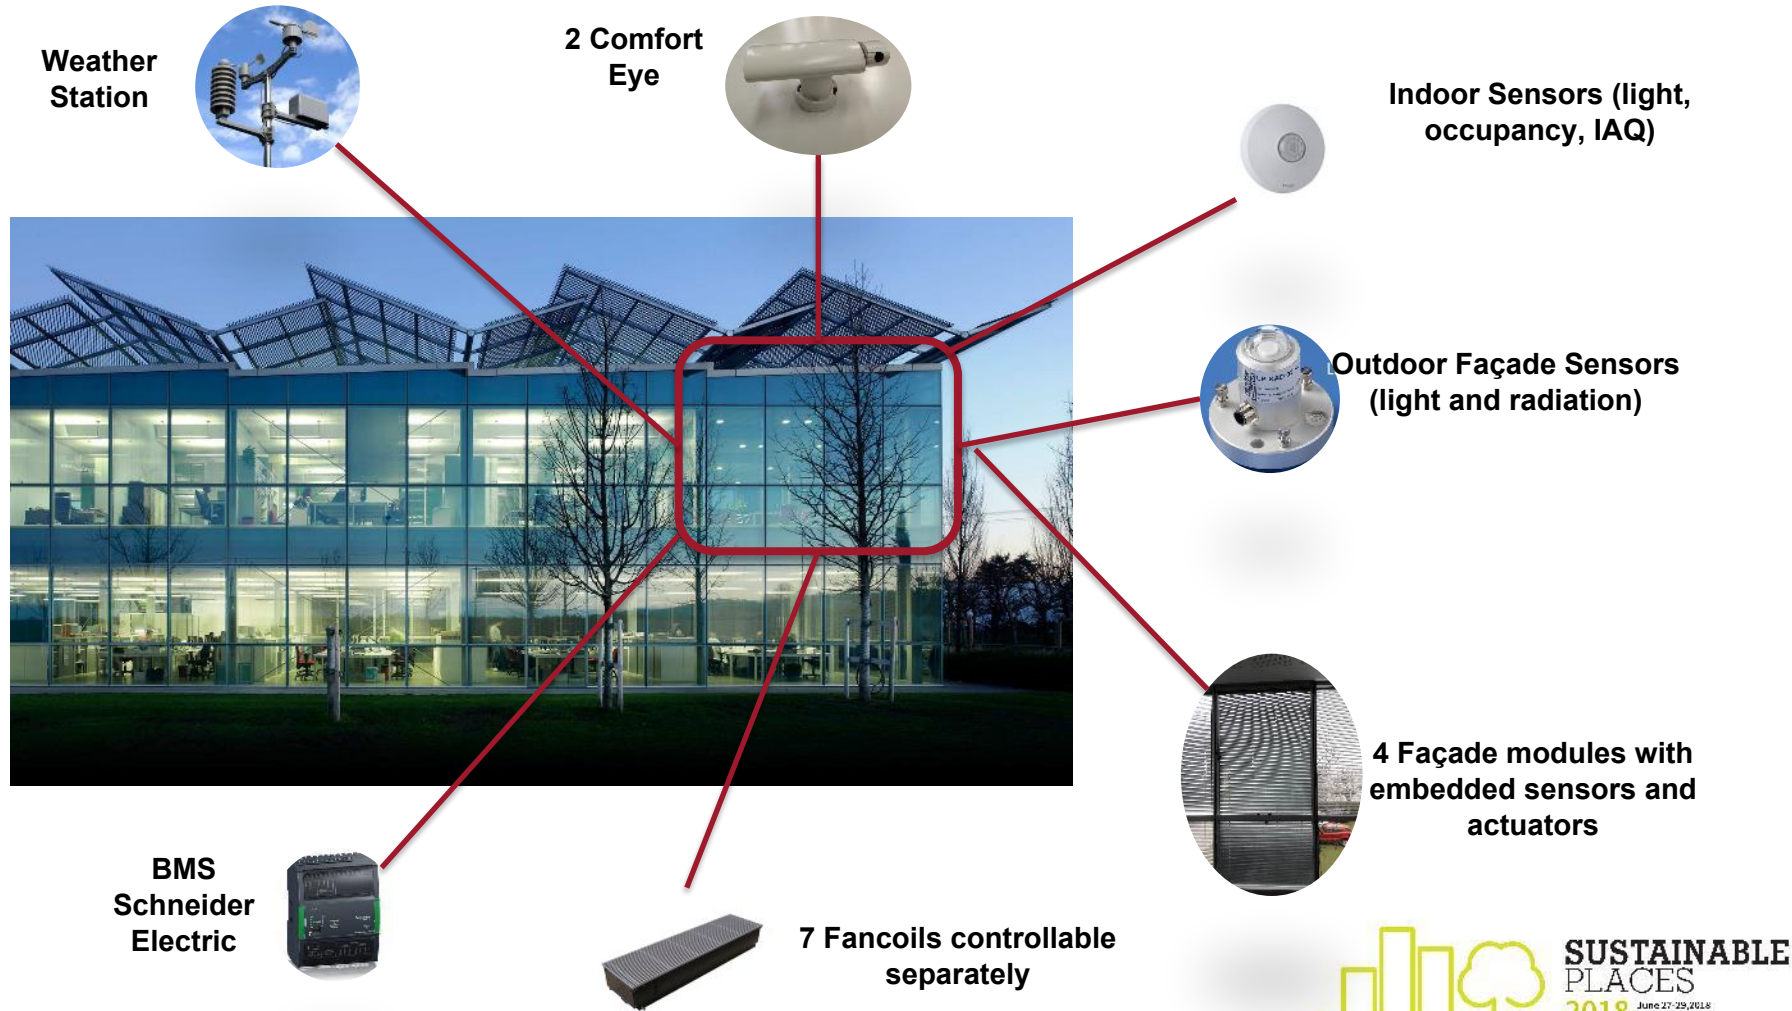 Weather
Station
2 Comfort
Eye
Indoor Sensors (light,
occupancy, IAQ)
Outdoor Façade Sensors
(light and radiation)
4 Façade modules with
embedded sensors and
actuators
BMS
Schneider
Electric
7 Fancoils controllable
separately
SUSTAINABLE
PLACES
2018 June 27-29, 2018